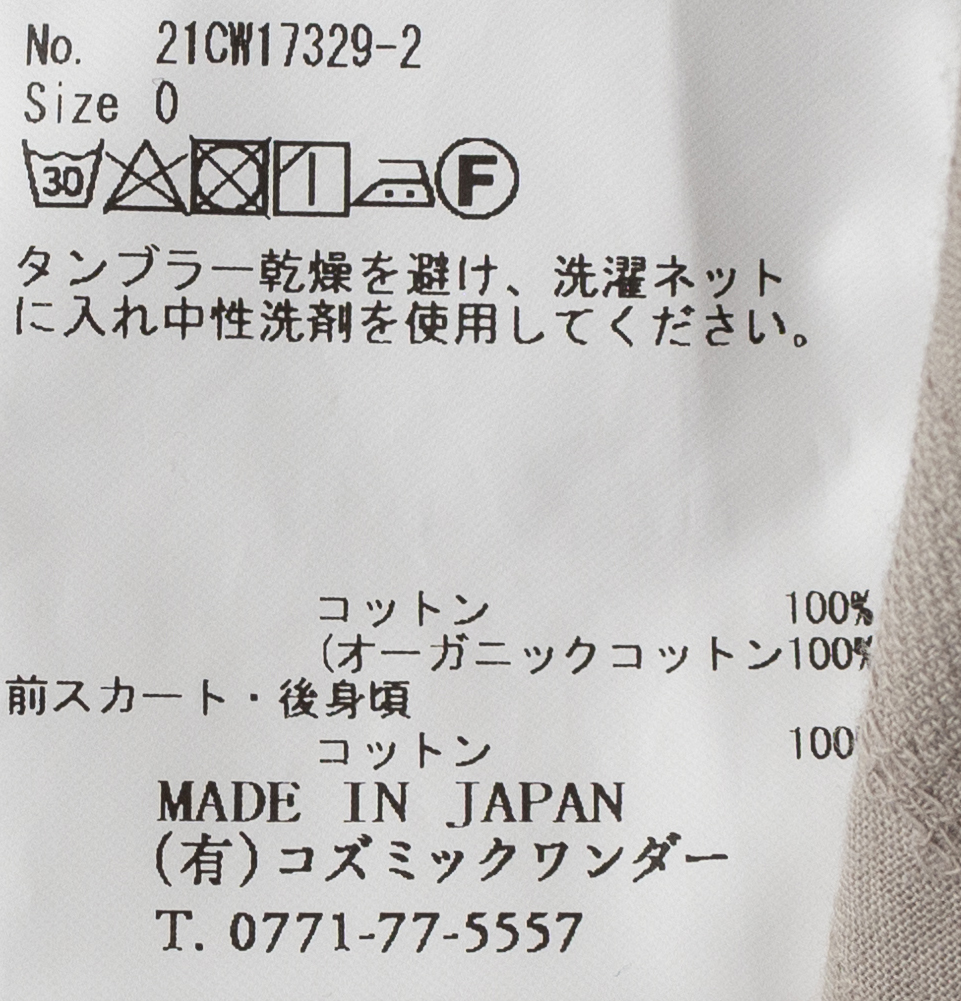 No. 21CW17329-2
Size 0
30 F
タンブラー乾燥を避け、洗濯ネット
に入れ中性洗剤を使用してください。
コットン 100%
(オーガニックコットン100%
前スカート・後身頃
コットン 100
MADE IN JAPAN
(有)コズミックワンダー
T. 0771-77-5557